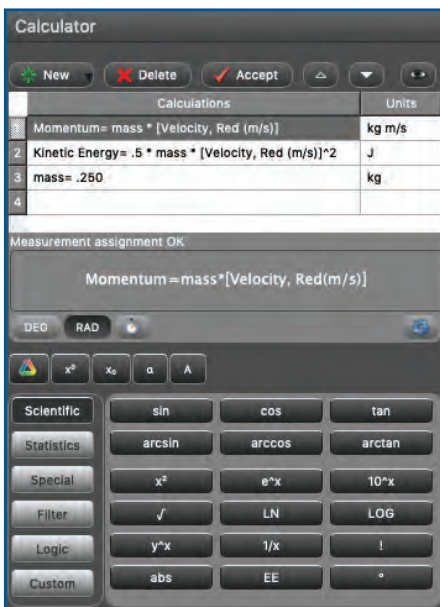 Calculator
New Delete Accept
Calculations Units
1 Momentum= mass * [Velocity, Red (m/s)] kg m/s
2 Kinetic Energy= .5 * mass * [Velocity, Red (m/s)]^2 J
3 mass= .250 kg
4
Measurement assignment OK
Momentum=mass*[Velocity, Red(m/s)]
DEG RAD
x⁰ x₀ α A
Scientific sin cos tan
Statistics arcsin arccos arctan
Special x² e^x 10^x
Filter √ LN LOG
Logic y^x 1/x !
Custom abs EE °